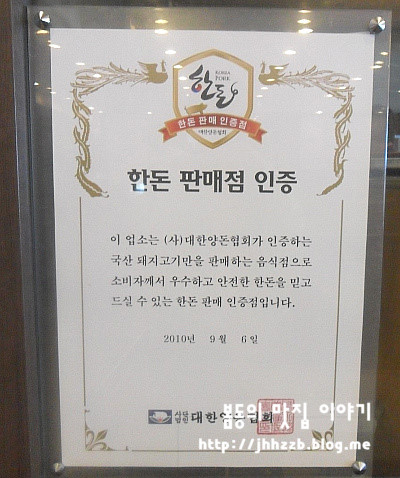 KOREA
PORK
한돈
한돈 판매 인증점
대한양돈협회
한돈 판매점 인증
이 업소는 (사)대한양돈협회가 인증하는
국산 돼지고기만을 판매하는 음식점으로
소비자께서 우수하고 안전한 한돈을 믿고
드실 수 있는 한돈 판매 인증점입니다.
2010년 9월 6일
사단법인 대한양돈협회
봄동의 맛집 이야기
http://jhhzzb.blog.me